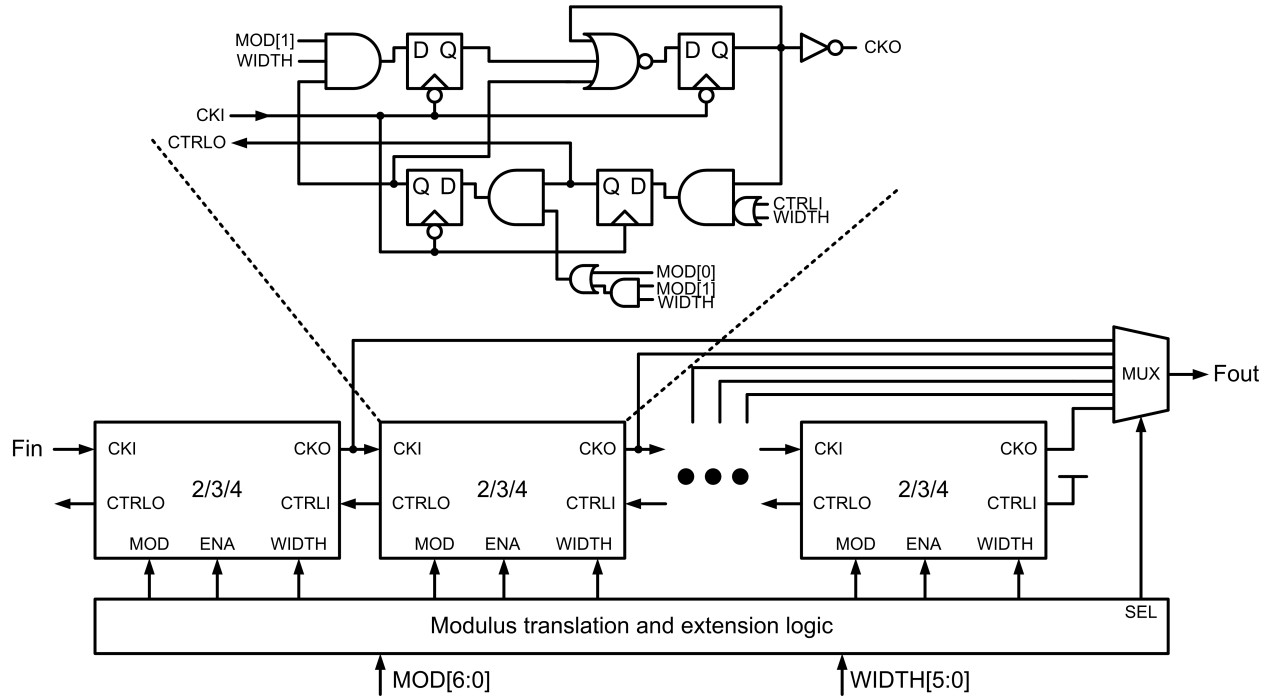 MOD[1]
WIDTH
D Q
D Q
CKO
CKI
CTRLO
Q D
Q D
CTRLI
WIDTH
MOD[0]
MOD[1]
WIDTH
MUX
Fout
Fin
CKI
CKO
CKI
CKO
CKI
CKO
2/3/4
2/3/4
2/3/4
CTRLO
CTRLI
CTRLO
CTRLI
CTRLO
CTRLI
MOD
ENA
WIDTH
MOD
ENA
WIDTH
MOD
ENA
WIDTH
SEL
Modulus translation and extension logic
MOD[6:0]
WIDTH[5:0]